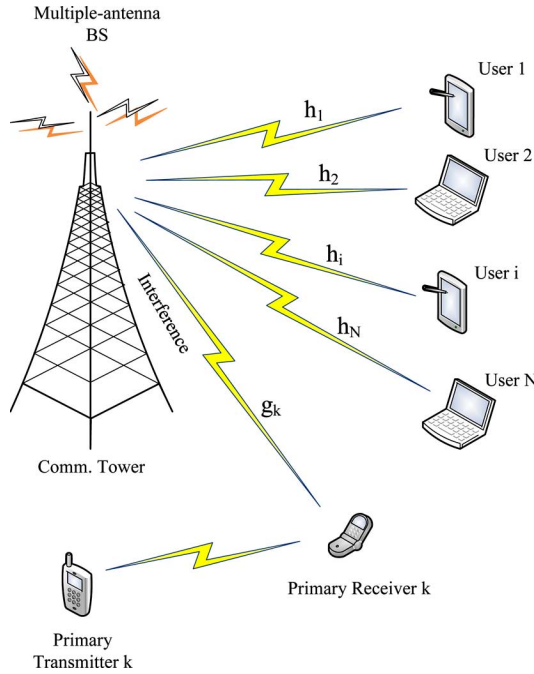 Multiple-antenna
BS
User 1
h1
User 2
h2
User i
hi
hN
User N
Interference
gk
Comm. Tower
Primary Receiver k
Primary
Transmitter k